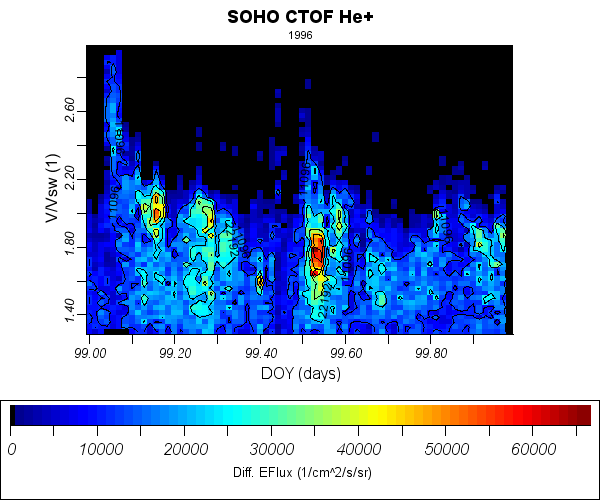 SOHO CTOF He+
1996
V/Vsw (1)
2.60
2.20
1.80
1.40
99.00 99.20 99.40 99.60 99.80
DOY (days)
0 10000 20000 30000 40000 50000 60000
Diff. EFlux (1/cm^2/s/sr)